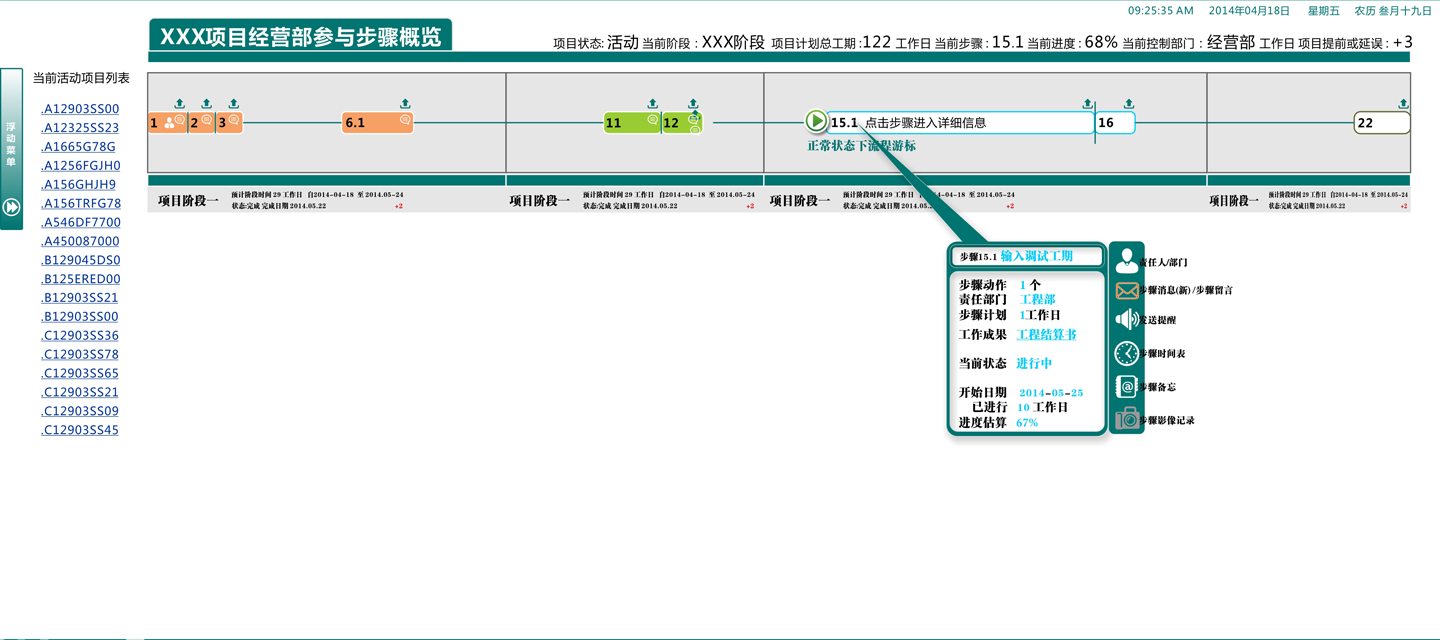 09:25:35 AM 2014年04月18日 星期五 农历 叁月十九日
XXX项目经营部参与步骤概览
项目状态: 活动 当前阶段 : XXX阶段 项目计划总工期 :122 工作日 当前步骤 : 15.1 当前进度 : 68% 当前控制部门 : 经营部 工作日 项目提前或延误 : +3
当前活动项目列表
.A12903SS00
.A12325SS23
.A1665G78G
.A1256FGJH0
.A156GHJH9
.A156TRFG78
.A546DF7700
.A450087000
.B129045DS0
.B125ERED00
.B12903SS21
.B12903SS00
.C12903SS36
.C12903SS78
.C12903SS65
.C12903SS21
.C12903SS09
.C12903SS45
浮动菜单
1 2 3 6.1 11 12 15.1 点击步骤进入详细信息 16 22
正常状态下流程游标
项目阶段一 预计阶段时间 29 工作日 自2014-04-18 至 2014.05-24
状态:完成 完成日期 2014.05.22 +2
项目阶段一 预计阶段时间 29 工作日 自2014-04-18 至 2014.05-24
状态:完成 完成日期 2014.05.22 +2
项目阶段一 预计阶段时间 29 工作日 自2014-04-18 至 2014.05-24
状态:完成 完成日期 2014.05.22 +2
项目阶段一 预计阶段时间 29 工作日 自2014-04-18 至 2014.05-24
状态:完成 完成日期 2014.05.22 +2
步骤15.1 输入调试工期
步骤动作 1 个
责任部门 工程部
步骤计划 1工作日
工作成果 工程结算书
当前状态 进行中
开始日期 2014-05-25
已进行 10 工作日
进度估算 67%
责任人/部门
步骤消息(新)/步骤留言
发送提醒
步骤时间表
步骤备忘
步骤影像记录